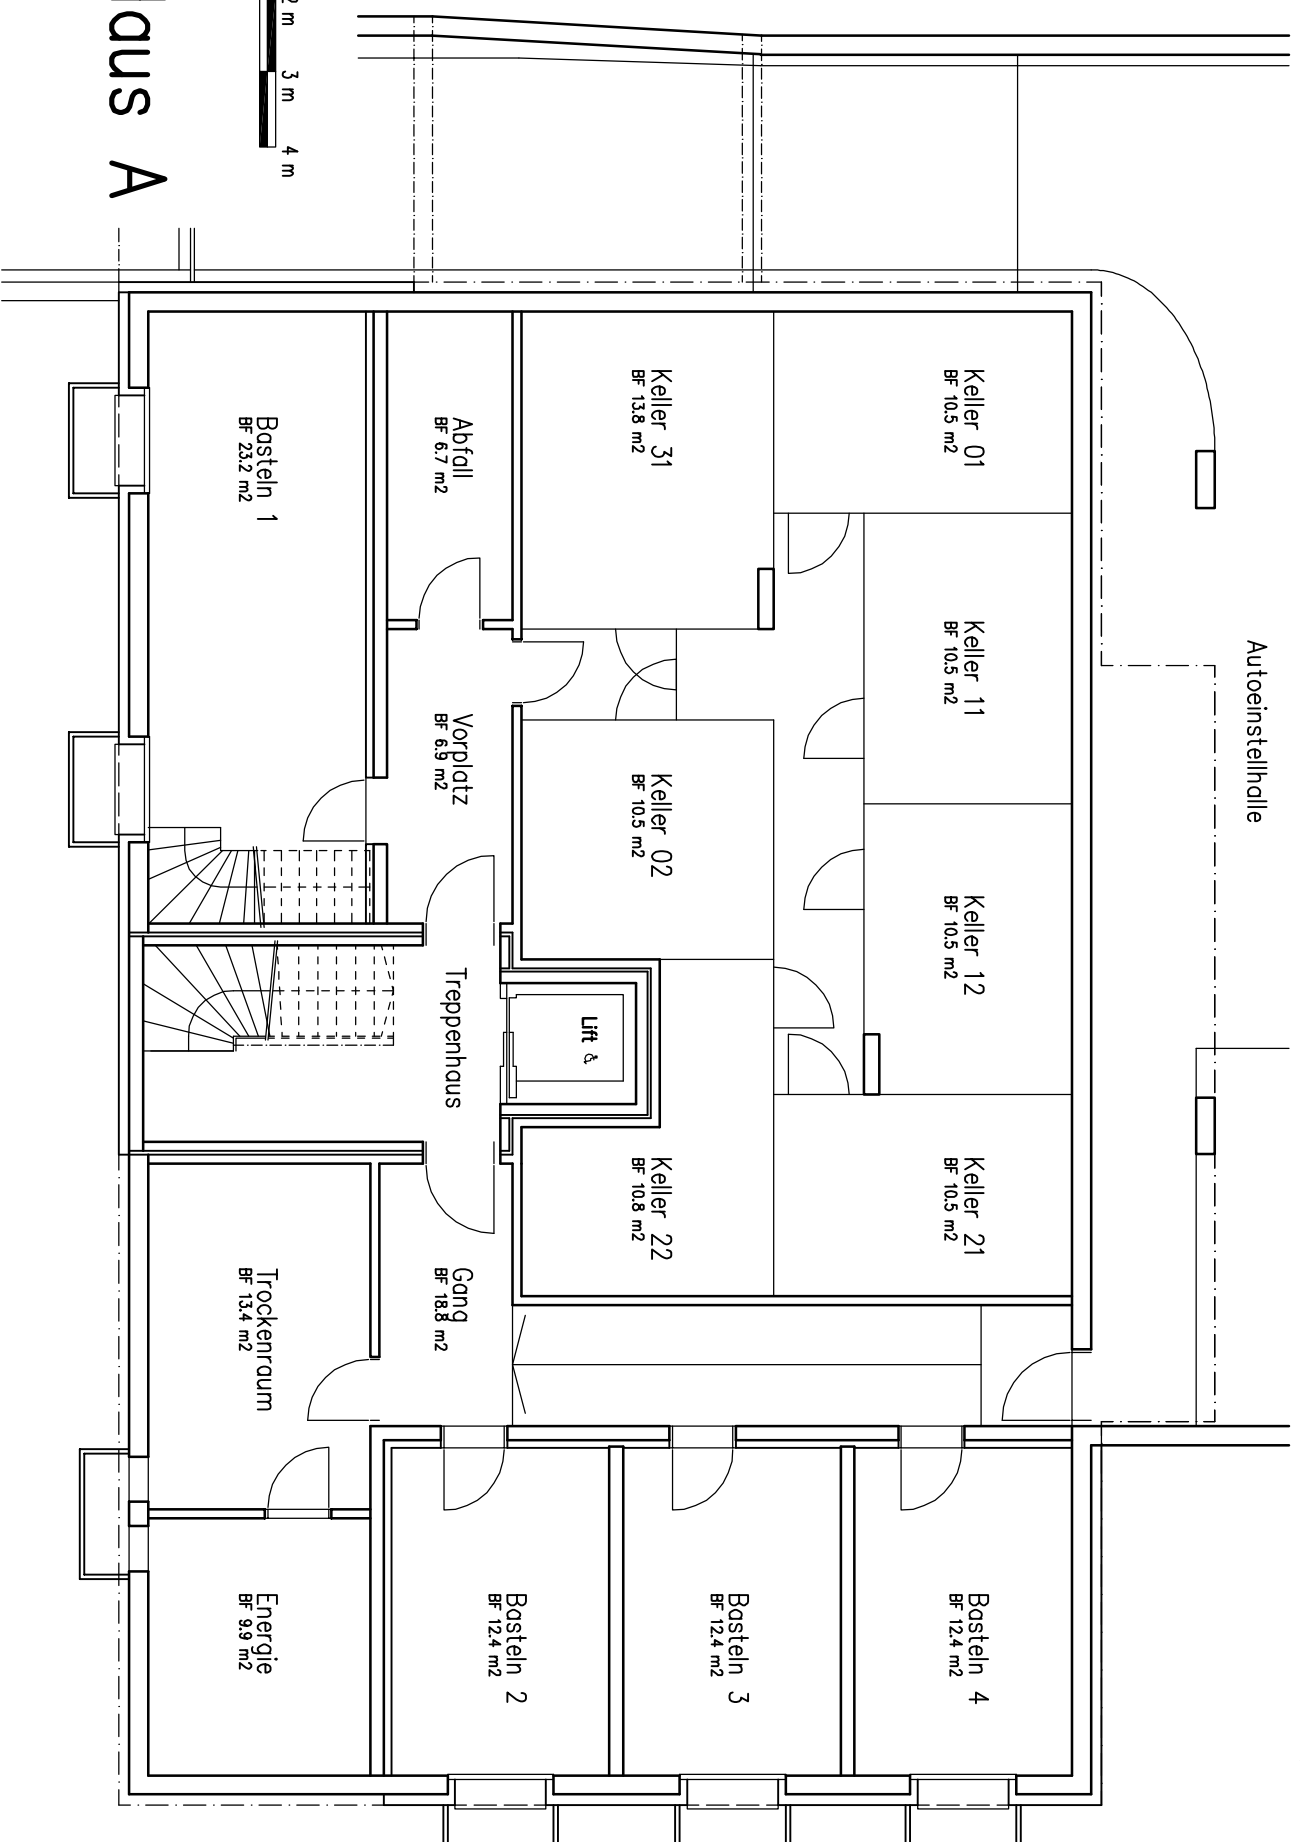 Autoeinstellhalle
Keller 01
BF 10.5 m2
Keller 11
BF 10.5 m2
Keller 12
BF 10.5 m2
Keller 21
BF 10.5 m2
Basteln 4
BF 12.4 m2
Keller 31
BF 13.8 m2
Keller 02
BF 10.5 m2
Lift
Keller 22
BF 10.8 m2
Basteln 3
BF 12.4 m2
Abfall
BF 6.7 m2
Vorplatz
BF 6.9 m2
Treppenhaus
Gang
BF 18.8 m2
Basteln 2
BF 12.4 m2
Basteln 1
BF 23.2 m2
Trockenraum
BF 13.4 m2
Energie
BF 9.9 m2
2 m 3 m 4 m
aus A